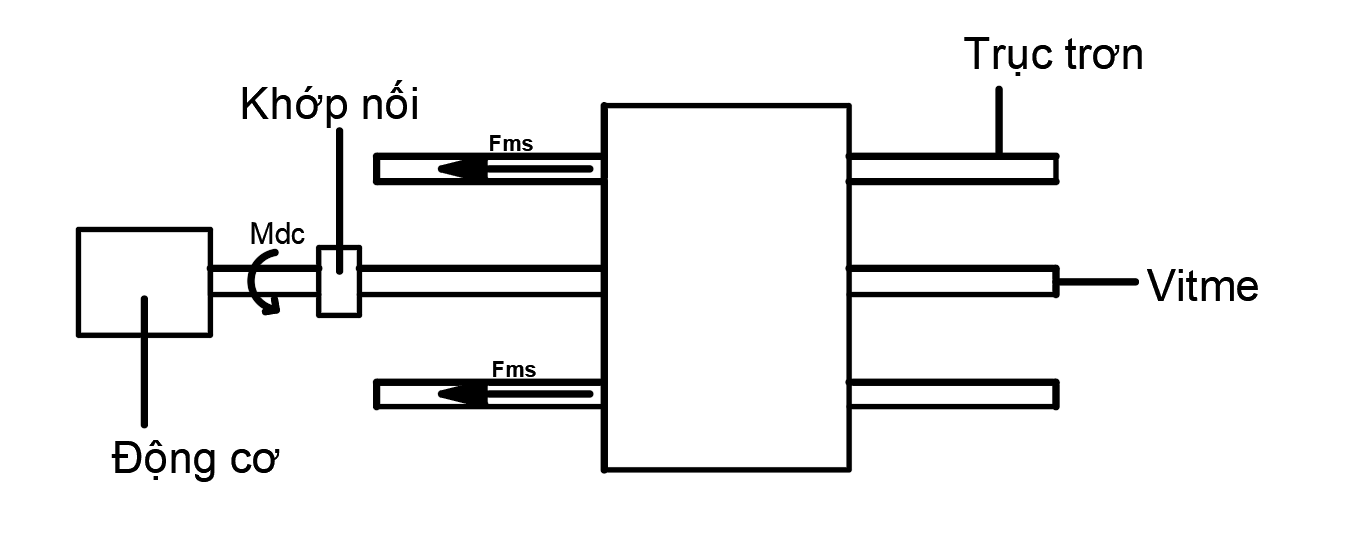 Trục trơn
Khớp nối
Fms
Mdc
Vitme
Fms
Động cơ